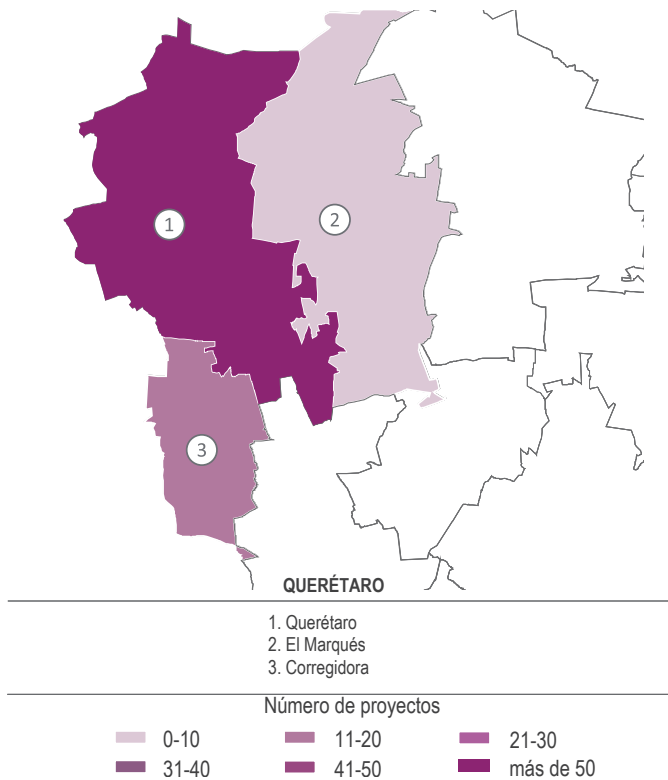 1
2
3
QUERÉTARO
1. Querétaro
2. El Marqués
3. Corregidora
Número de proyectos
0-10 11-20 21-30
31-40 41-50 más de 50